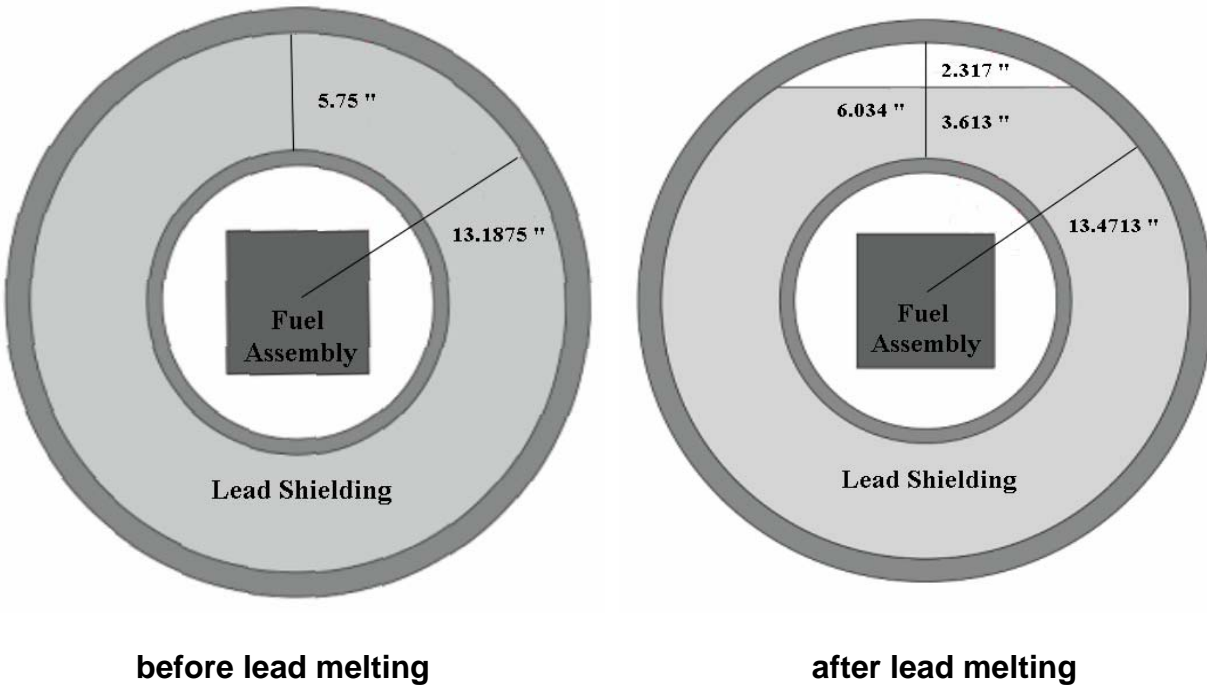 5.75 "
13.1875 "
Fuel
Assembly
Lead Shielding
before lead melting
2.317 "
6.034 "
3.613 "
13.4713 "
Fuel
Assembly
Lead Shielding
after lead melting